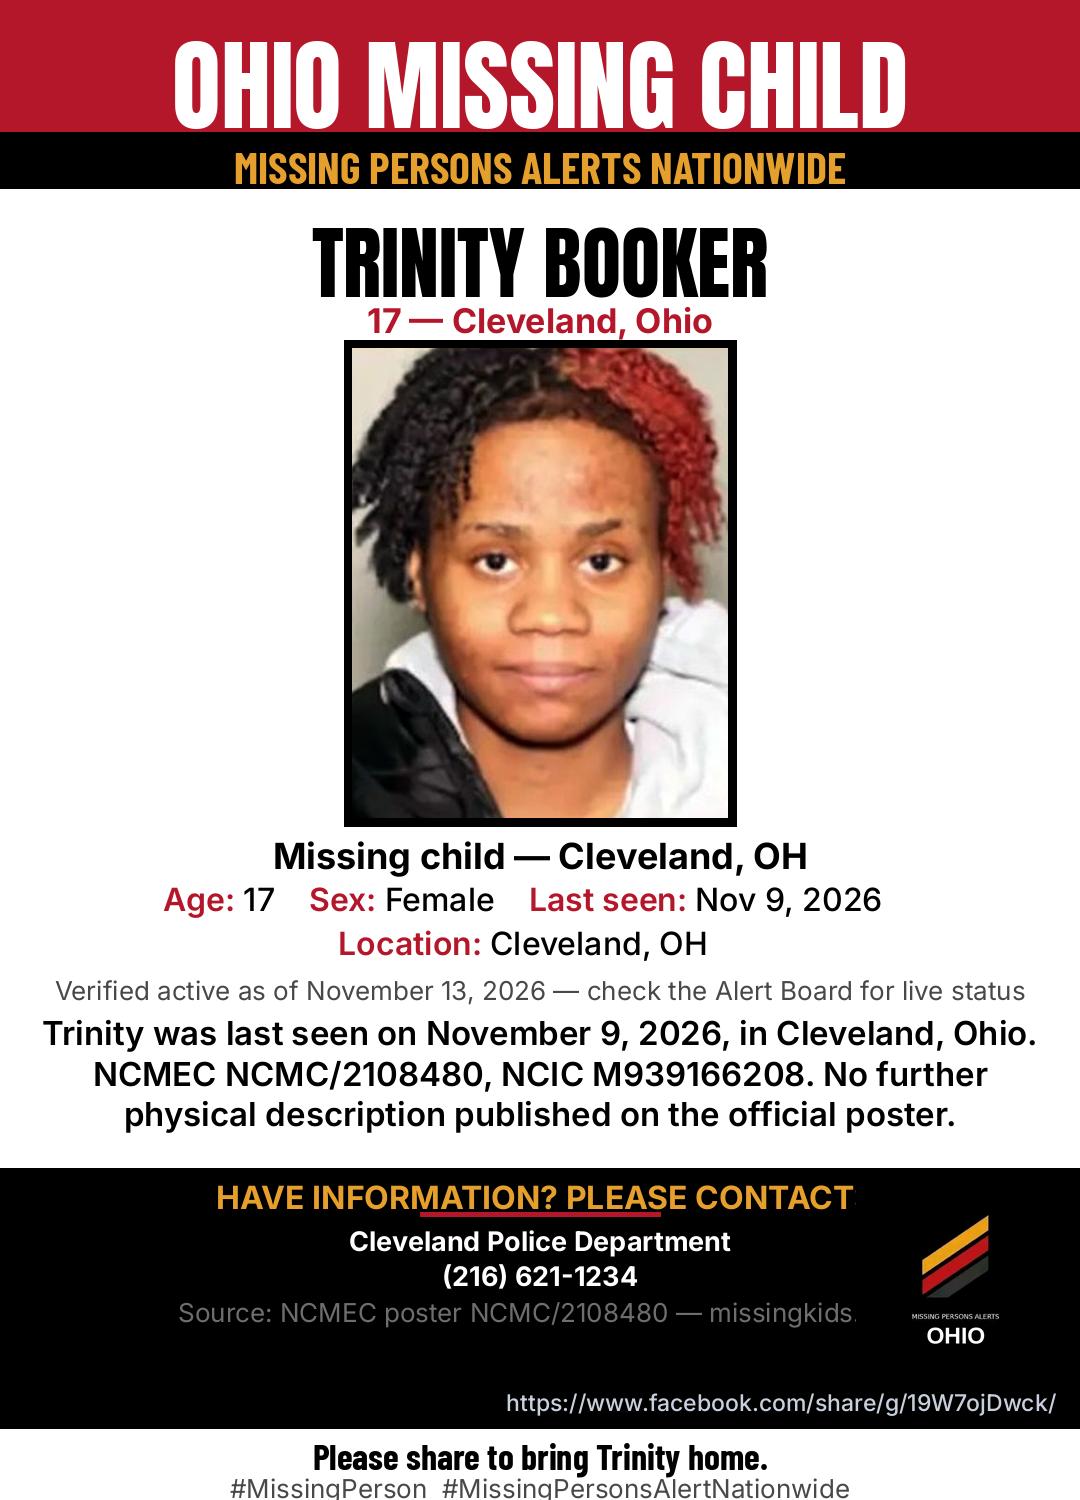 OHIO MISSING CHILD
MISSING PERSONS ALERTS NATIONWIDE
TRINITY BOOKER
17 — Cleveland, Ohio
Missing child — Cleveland, OH
Age: 17 Sex: Female Last seen: Nov 9, 2026
Location: Cleveland, OH
Verified active as of November 13, 2026 — check the Alert Board for live status
Trinity was last seen on November 9, 2026, in Cleveland, Ohio.
NCMEC NCMC/2108480, NCIC M939166208. No further
physical description published on the official poster.
HAVE INFORMATION? PLEASE CONTACT
Cleveland Police Department
(216) 621-1234
Source: NCMEC poster NCMC/2108480 — missingkids.
MISSING PERSONS ALERTS
OHIO
https://www.facebook.com/share/g/19W7ojDwck/
Please share to bring Trinity home.
#MissingPerson #MissingPersonsAlertNationwide